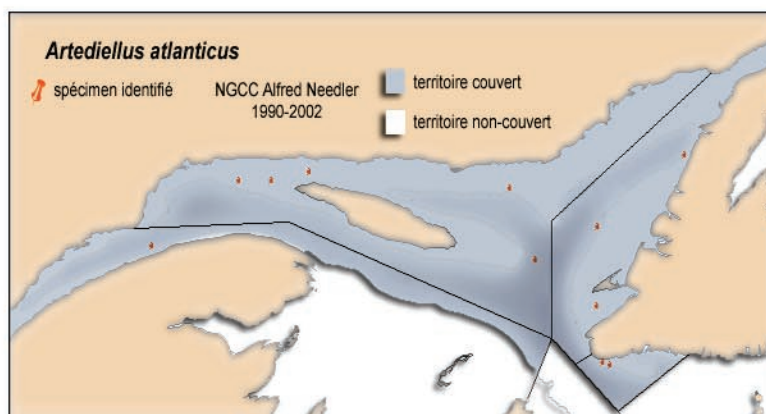 Artediellus atlanticus
spécimen identifié
NGCC Alfred Needler
1990-2002
territoire couvert
territoire non-couvert